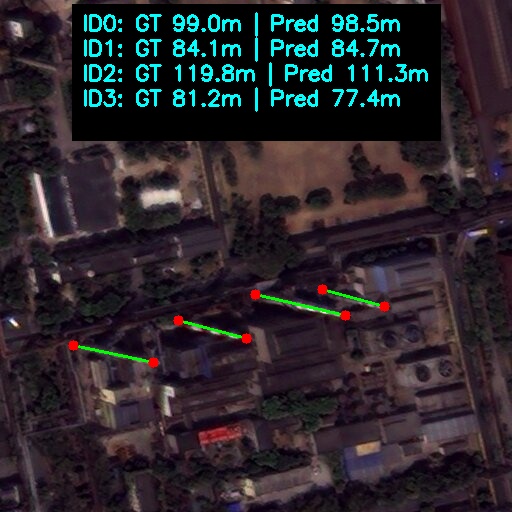 ID0: GT 99.0m | Pred 98.5m
ID1: GT 84.1m | Pred 84.7m
ID2: GT 119.8m | Pred 111.3m
ID3: GT 81.2m | Pred 77.4m